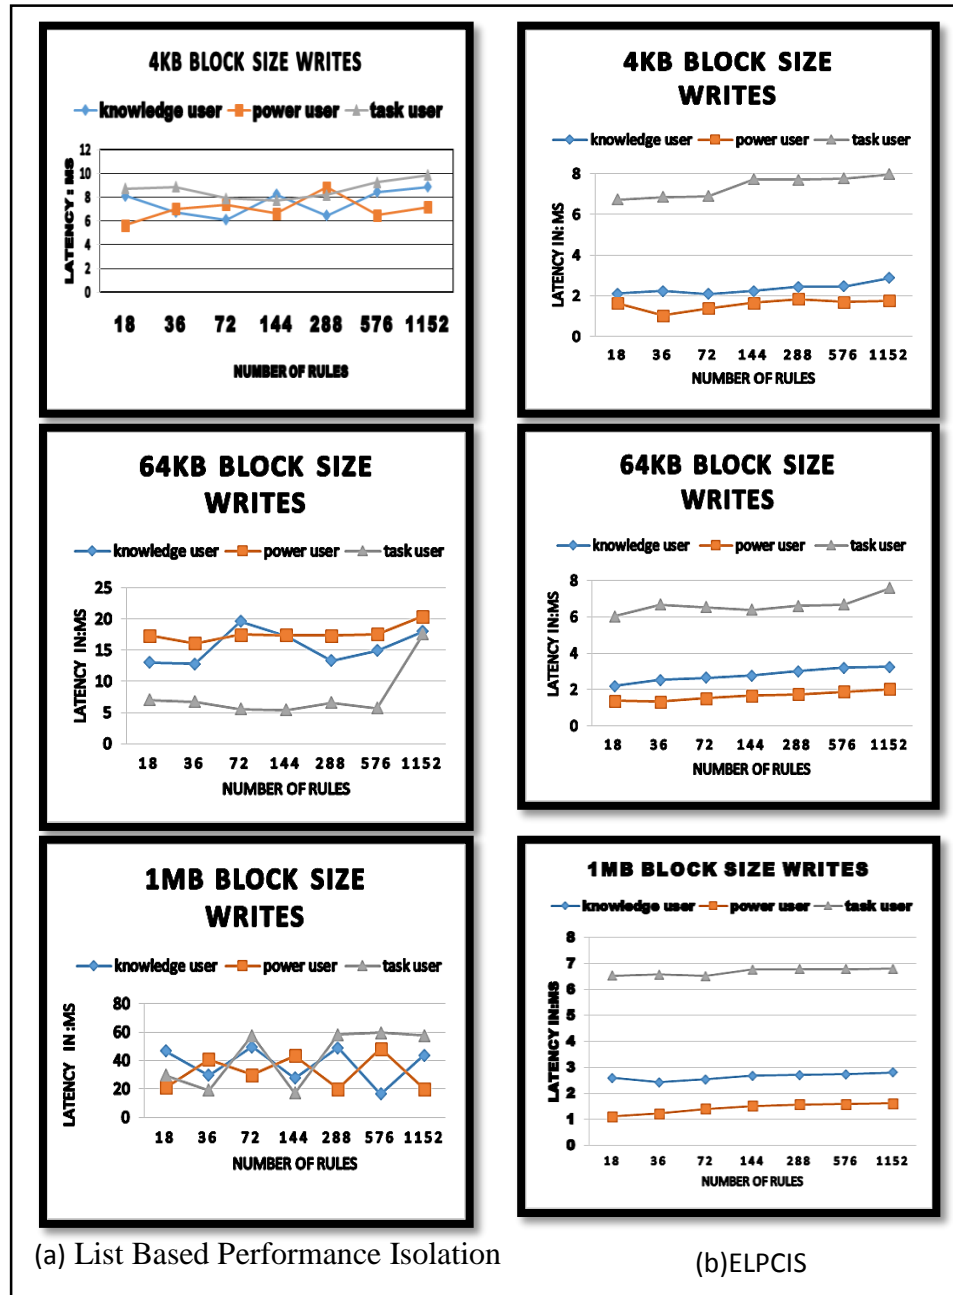 4KB BLOCK SIZE WRITES
knowledge user power user task user
12
10
8
6
4
2
0
LATENCY: MS
18 36 72 144 288 576 1152
NUMBER OF RULES
4KB BLOCK SIZE
WRITES
knowledge user power user task user
8
6
4
2
0
LATENCY IN:MS
18 36 72 144 288 576 1152
NUMBER OF RULES
64KB BLOCK SIZE
WRITES
knowledge user power user task user
25
20
15
10
5
0
LATENCY IN:MS
18 36 72 144 288 576 1152
NUMBER OF RULES
64KB BLOCK SIZE
WRITES
knowledge user power user task user
8
6
4
2
0
LATENCY IN:MS
18 36 72 144 288 576 1152
NUMBER OF RULES
1MB BLOCK SIZE
WRITES
knowledge user power user task user
80
60
40
20
0
LATENCY IN:MS
18 36 72 144 288 576 1152
NUMBER OF RULES
1MB BLOCK SIZE WRITES
knowledge user power user task user
8
7
6
5
4
3
2
1
0
LATENCY IN:MS
18 36 72 144 288 576 1152
NUMBER OF RULES
(a) List Based Performance Isolation
(b)ELPCIS